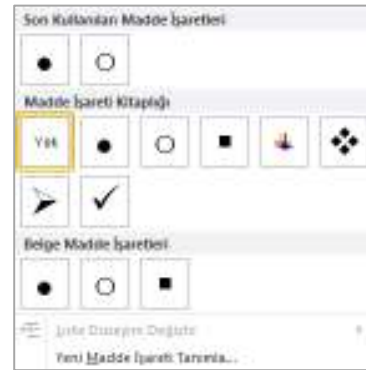 Son Kullanılan Madde İşaretleri
Madde İşareti Kitaplığı
Yok
Belge Madde İşaretleri
Liste Düzeyini Değiştir
Yeni Madde İşareti Tanımla...